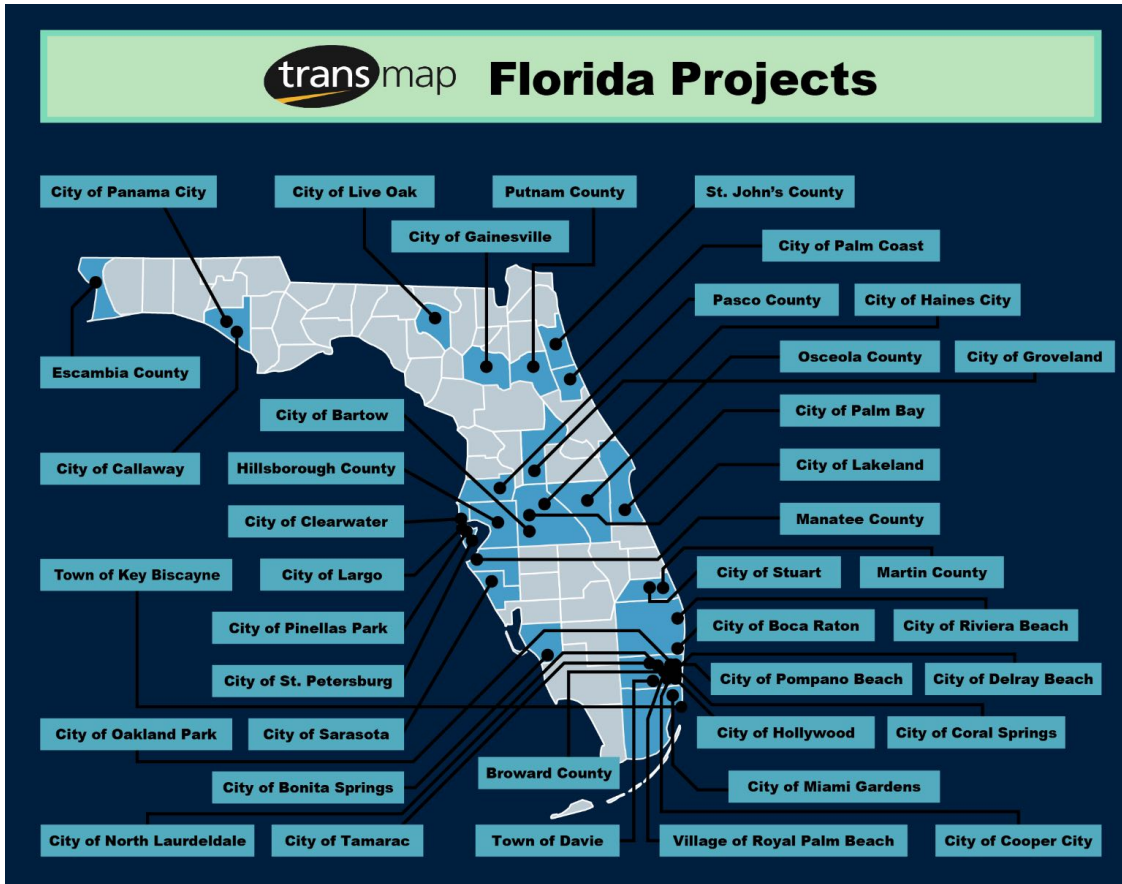 transmap Florida Projects
City of Panama City
City of Live Oak
Putnam County
St. John's County
City of Gainesville
City of Palm Coast
Pasco County
City of Haines City
Osceola County
City of Groveland
Escambia County
City of Bartow
City of Palm Bay
City of Callaway
Hillsborough County
City of Lakeland
City of Clearwater
Manatee County
Town of Key Biscayne
City of Largo
City of Stuart
Martin County
City of Pinellas Park
City of Boca Raton
City of Riviera Beach
City of St. Petersburg
City of Pompano Beach
City of Delray Beach
City of Oakland Park
City of Sarasota
City of Hollywood
City of Coral Springs
City of Bonita Springs
Broward County
City of Miami Gardens
City of North Laurdeldale
City of Tamarac
Town of Davie
Village of Royal Palm Beach
City of Cooper City